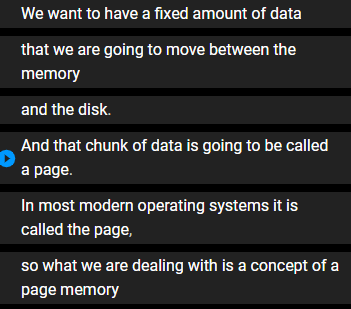 We want to have a fixed amount of data
that we are going to move between the
memory
and the disk.
And that chunk of data is going to be called
a page.
In most modern operating systems it is
called the page,
so what we are dealing with is a concept of a
page memory